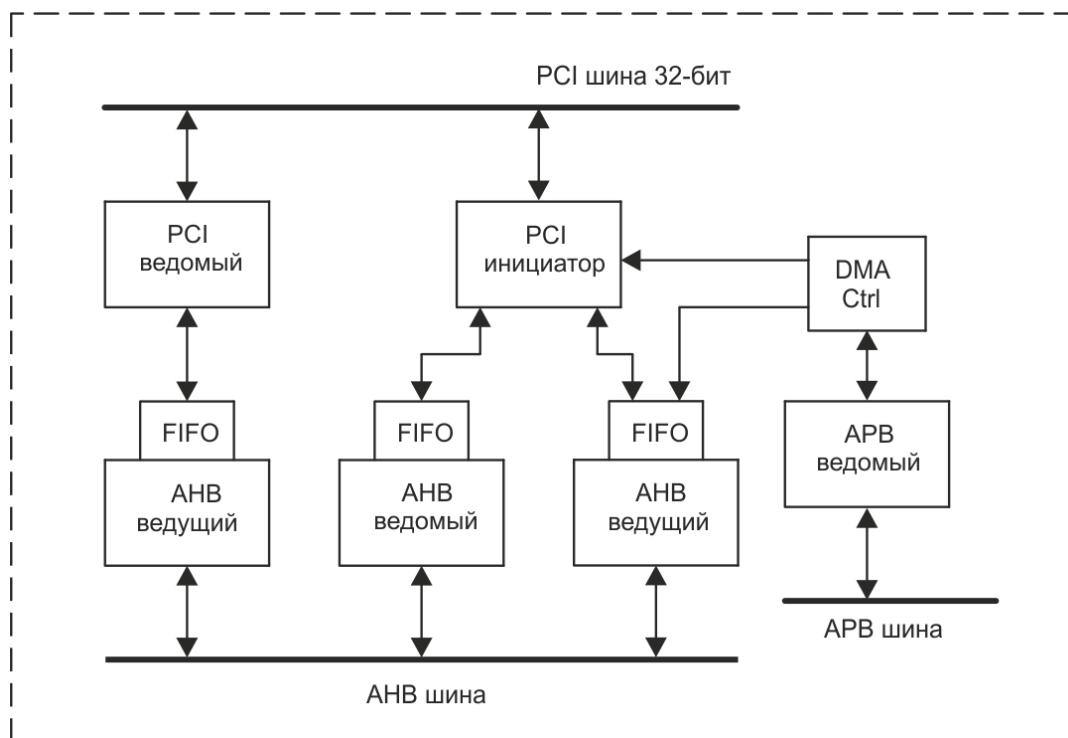 PCI шина 32-бит
PCI
ведомый
PCI
инициатор
DMA
Ctrl
FIFO
FIFO
FIFO
APB
ведомый
AHB
ведущий
AHB
ведомый
AHB
ведущий
APB шина
AHB шина